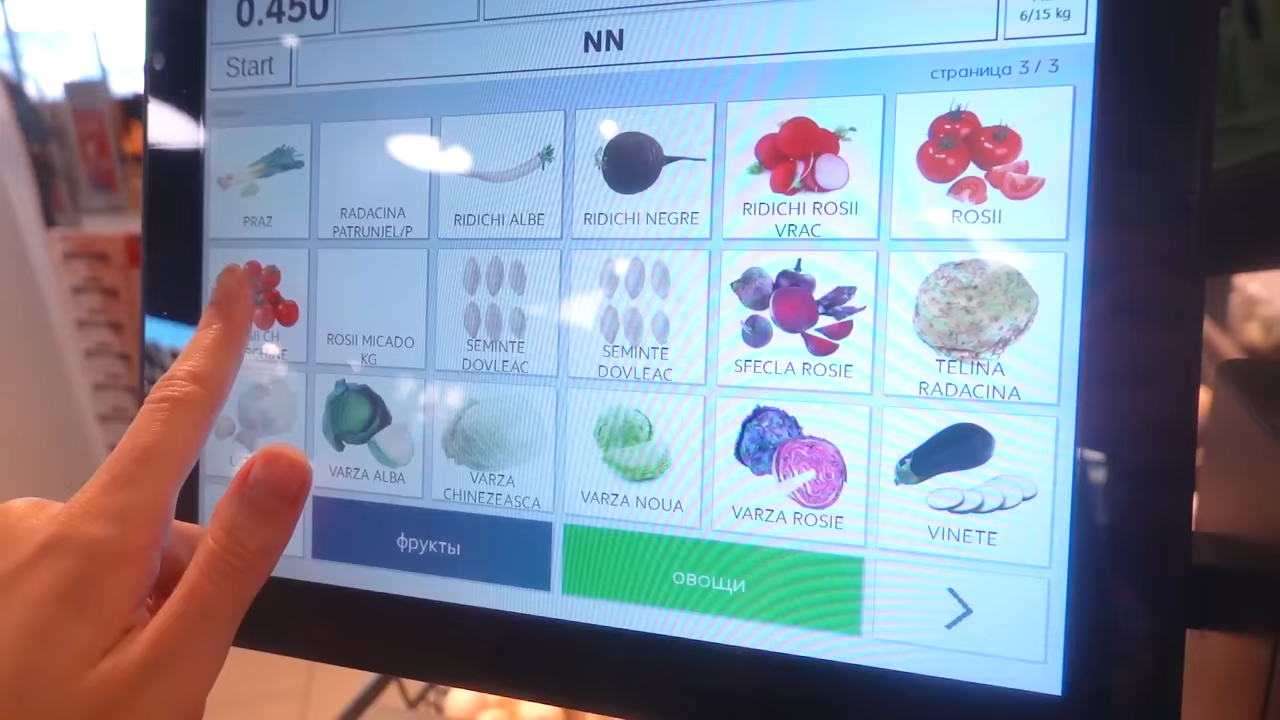 0.450
6/15 kg
NN
Start
страница 3 / 3
PRAZ
RADACINA
PATRUNJEL/P
RIDICHI ALBE
RIDICHI NEGRE
RIDICHI ROSII
VRAC
ROSII
ROSII MICADO
KG
SEMINTE
DOVLEAC
SEMINTE
DOVLEAC
SFECLA ROSIE
TELINA
RADACINA
VARZA ALBA
VARZA
CHINEZEASCA
VARZA NOUA
VARZA ROSIE
VINETE
фрукты
овощи